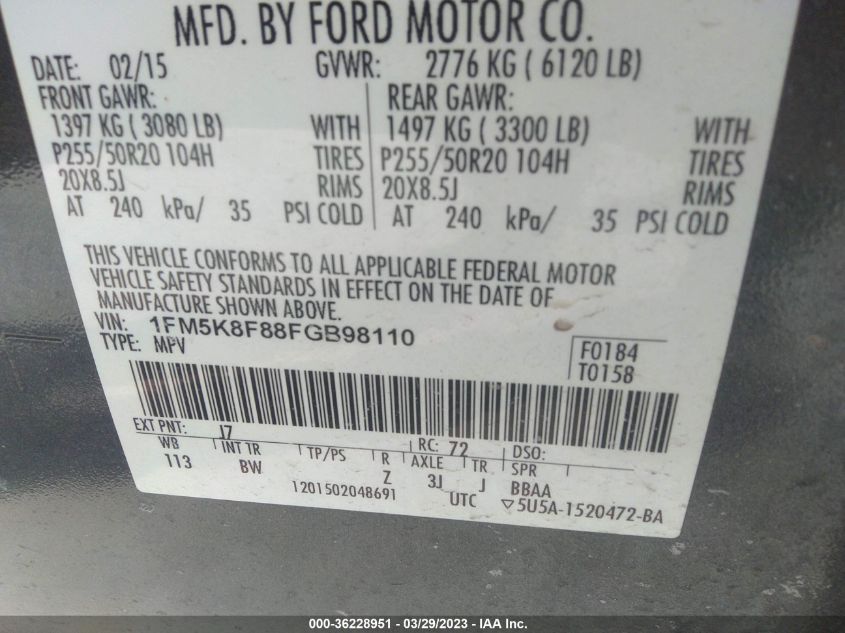 MFD. BY FORD MOTOR CO.
DATE: 02/15 GVWR: 2776 KG ( 6120 LB)
FRONT GAWR: REAR GAWR:
1397 KG ( 3080 LB) WITH 1497 KG ( 3300 LB) WITH
P255/50R20 104H TIRES P255/50R20 104H TIRES
20X8.5J RIMS 20X8.5J RIMS
AT 240 kPa/ 35 PSI COLD AT 240 kPa/ 35 PSI COLD
THIS VEHICLE CONFORMS TO ALL APPLICABLE FEDERAL MOTOR
VEHICLE SAFETY STANDARDS IN EFFECT ON THE DATE OF
MANUFACTURE SHOWN ABOVE.
VIN: 1FM5K8F88FGB98110
TYPE: MPV
F0184
T0158
EXT PNT: J7 RC: 72 DSO:
WB INT TR TP/PS R AXLE TR SPR
113 BW Z 3J J BBAA
1201502048691 UTC ▽5U5A-1520472-BA
000-36228951 - 03/29/2023 - IAAI Inc.